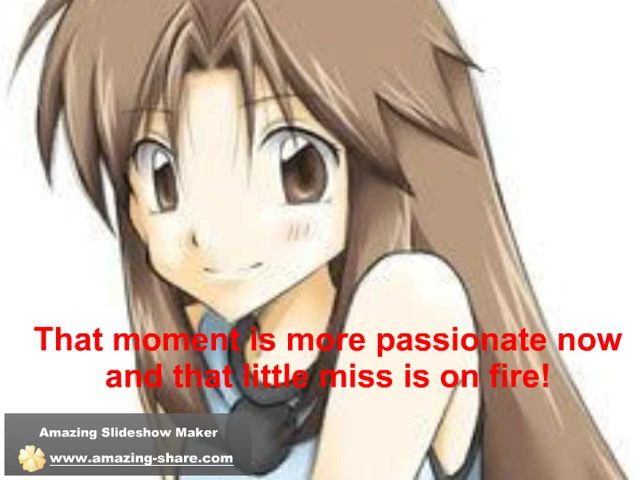 That moment is more passionate now
and that little miss is on fire!
Amazing Slideshow Maker
www.amazing-share.com